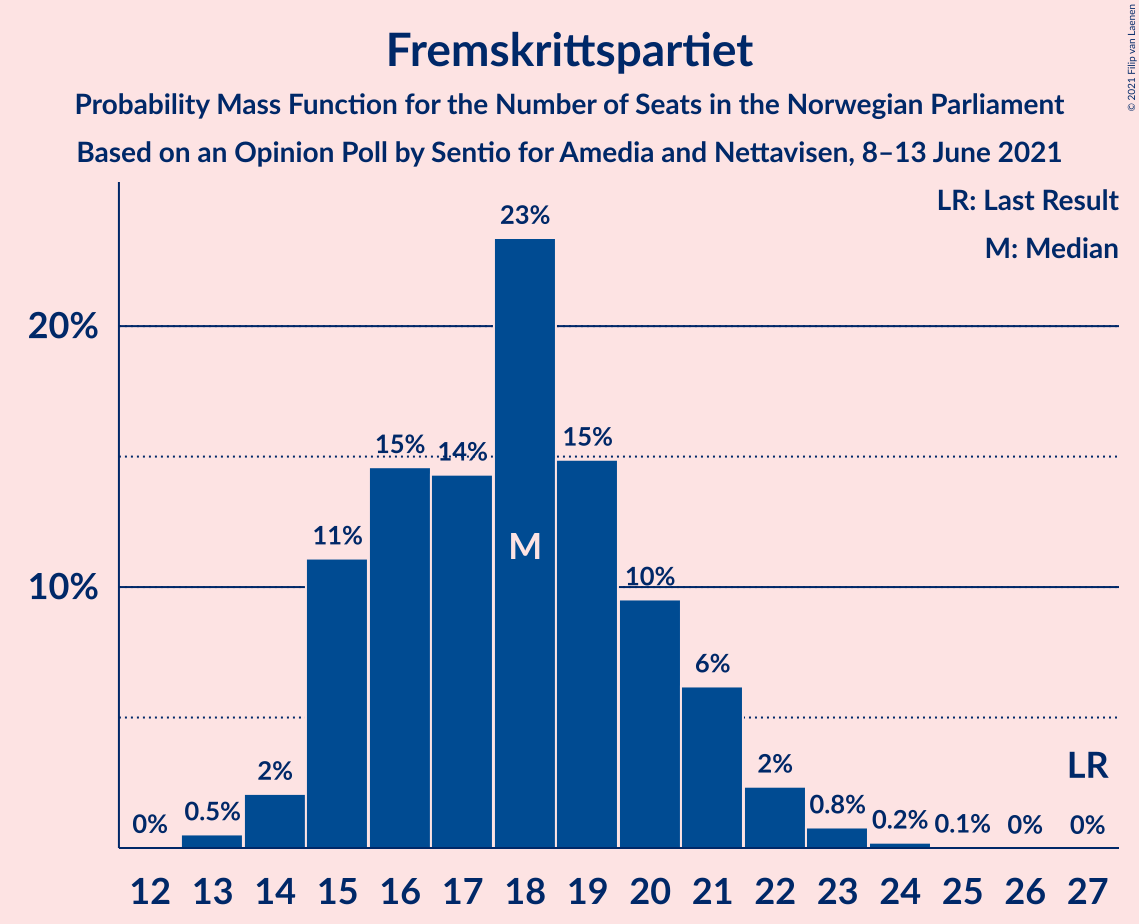 Fremskrittspartiet
Probability Mass Function for the Number of Seats in the Norwegian Parliament
Based on an Opinion Poll by Sentio for Amedia and Nettavisen, 8–13 June 2021
© 2021 Filip van Laenen
LR: Last Result
M: Median
20%
10%
0% 0.5% 2% 11% 15% 14% 23% 15% 10% 6% 2% 0.8% 0.2% 0.1% 0% 0%
M
LR
12 13 14 15 16 17 18 19 20 21 22 23 24 25 26 27